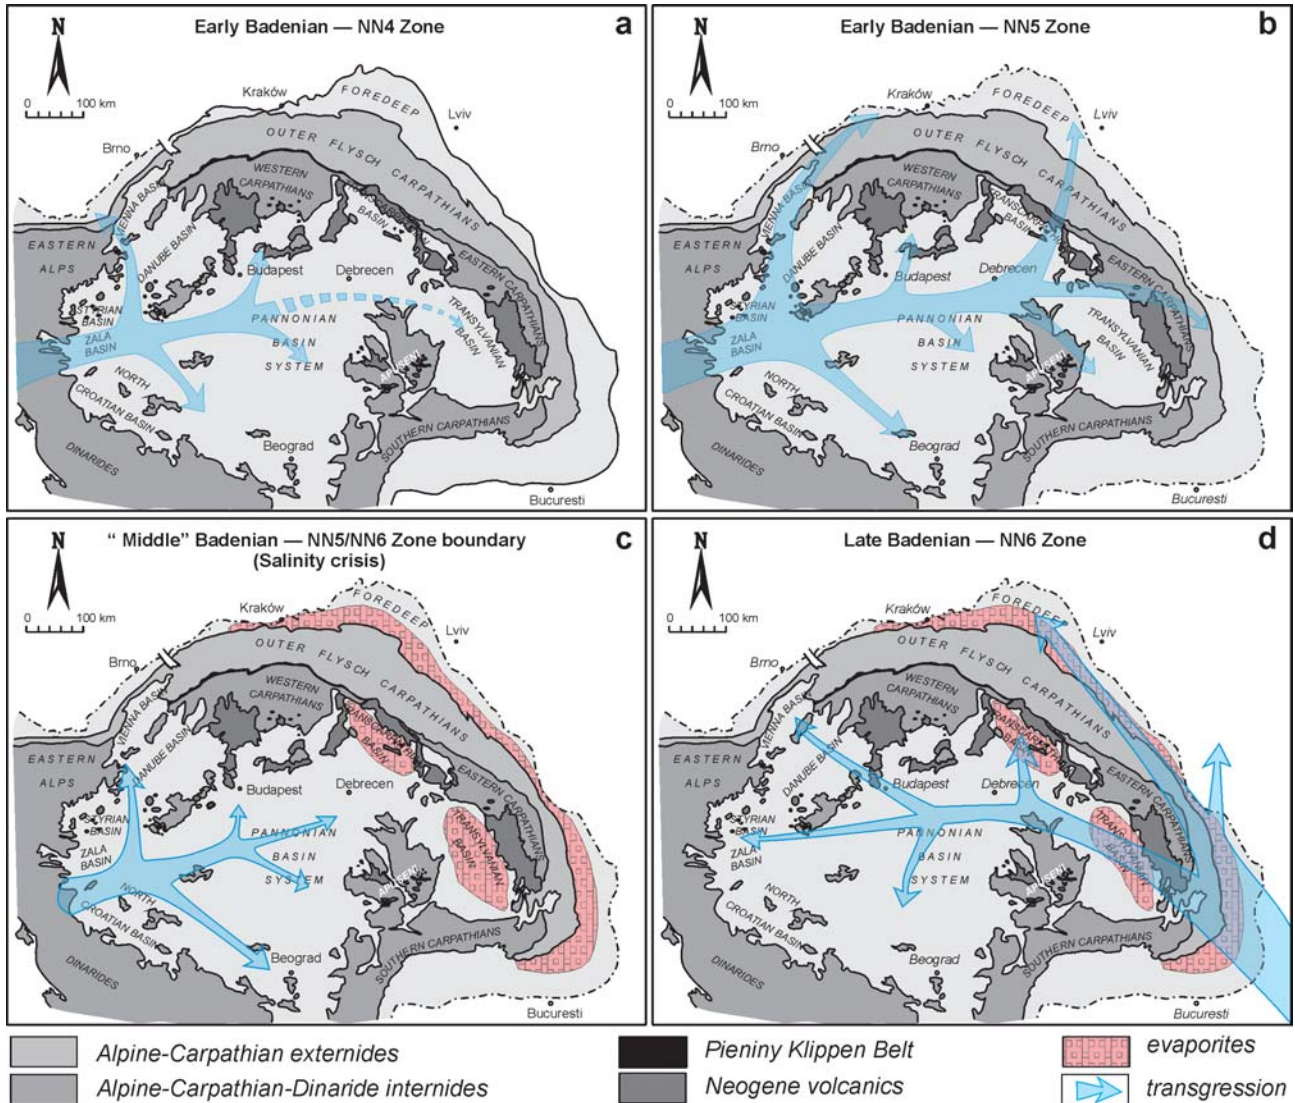 Early Badenian — NN4 Zone
a
N
0 100 km
Kraków
FOREDEEP
Lviv
Brno
OUTER FLYSCH CARPATHIANS
WESTERN
CARPATHIANS
VIENNA BASIN
DANUBE BASIN
TRANSCARPATHIAN
BASIN
EASTERN
ALPS
Budapest
Debrecen
EASTERN CARPATHIANS
STYRIAN
BASIN
ZALA
BASIN
PANNONIAN
BASIN
SYSTEM
TRANSYLVANIAN
BASIN
APUSENI
NORTH
CROATIAN BASIN
DINARIDES
Beograd
SOUTHERN CARPATHIANS
Bucuresti
Early Badenian — NN5 Zone
b
N
0 100 km
Kraków
FOREDEEP
Lviv
Brno
OUTER FLYSCH CARPATHIANS
WESTERN
CARPATHIANS
VIENNA BASIN
DANUBE BASIN
TRANSCARPATHIAN
BASIN
EASTERN
ALPS
Budapest
Debrecen
EASTERN CARPATHIANS
STYRIAN
BASIN
ZALA
BASIN
PANNONIAN
BASIN
SYSTEM
TRANSYLVANIAN
BASIN
APUSENI
NORTH
CROATIAN BASIN
DINARIDES
Beograd
SOUTHERN CARPATHIANS
Bucuresti
“ Middle” Badenian — NN5/NN6 Zone boundary
(Salinity crisis)
c
N
0 100 km
Kraków
FOREDEEP
Lviv
Brno
OUTER FLYSCH CARPATHIANS
WESTERN
CARPATHIANS
VIENNA BASIN
DANUBE BASIN
TRANSCARPATHIAN
BASIN
EASTERN
ALPS
Budapest
Debrecen
EASTERN CARPATHIANS
STYRIAN
BASIN
ZALA
BASIN
PANNONIAN
BASIN
SYSTEM
TRANSYLVANIAN
BASIN
APUSENI
NORTH
CROATIAN BASIN
DINARIDES
Beograd
SOUTHERN CARPATHIANS
Bucuresti
Late Badenian — NN6 Zone
d
N
0 100 km
Kraków
FOREDEEP
Lviv
Brno
OUTER FLYSCH CARPATHIANS
WESTERN
CARPATHIANS
VIENNA BASIN
DANUBE BASIN
TRANSCARPATHIAN
BASIN
EASTERN
ALPS
Budapest
Debrecen
EASTERN CARPATHIANS
STYRIAN
BASIN
ZALA
BASIN
PANNONIAN
BASIN
SYSTEM
TRANSYLVANIAN
BASIN
APUSENI
NORTH
CROATIAN BASIN
DINARIDES
Beograd
SOUTHERN CARPATHIANS
Bucuresti
Alpine-Carpathian externides
Alpine-Carpathian-Dinaride internides
Pieniny Klippen Belt
Neogene volcanics
evaporites
transgression